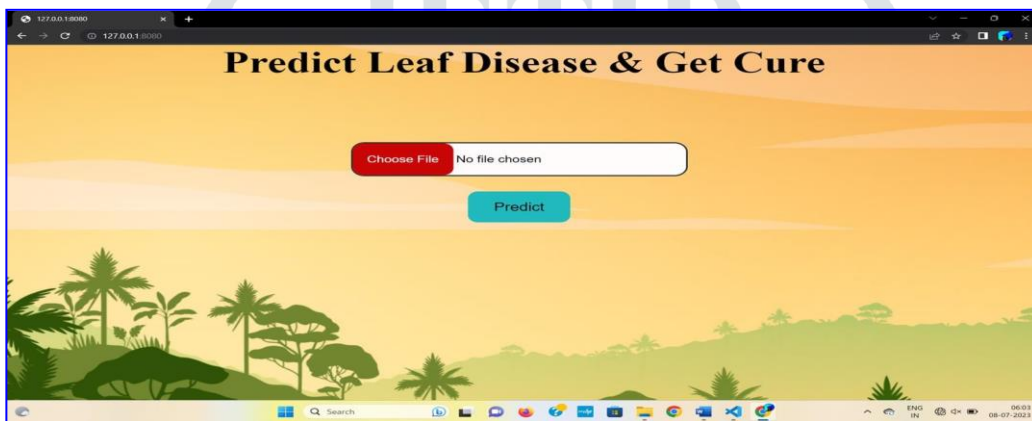 127.0.0.1:8080
127.0.0.1:8080
Predict Leaf Disease & Get Cure
Choose File No file chosen
Predict
Search
ENG 06:03
IN 08-07-2023